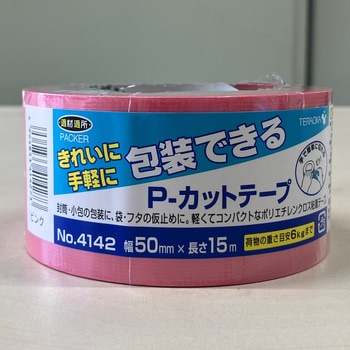 適材適所
PACKER
TERAOKA
きれいに
手軽に
包装できる
P-カットテープ
封筒・小包の包装に、袋・フタの仮止めに。軽くてコンパクトなポリエチレンクロス粘着テープ
No.4142
幅50mm×長さ15m
荷物の重さ目安6kgまで
ピンク